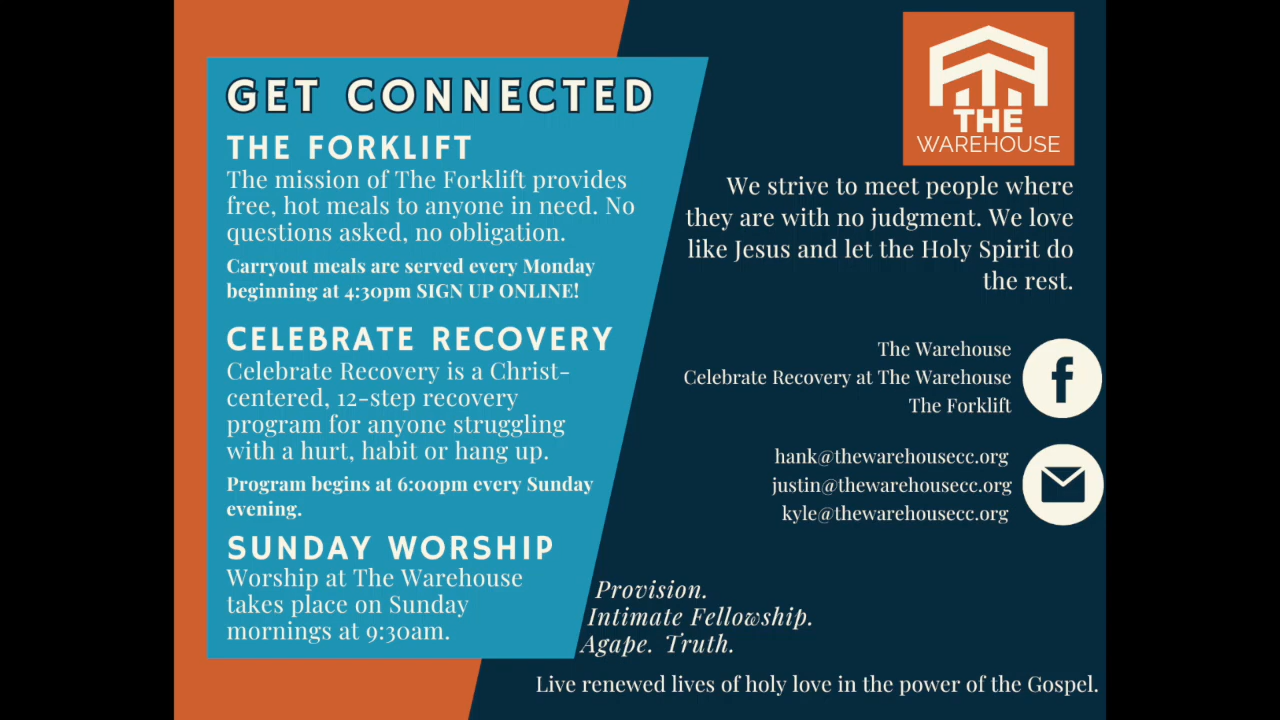 GET CONNECTED
THE FORKLIFT
The mission of The Forklift provides
free, hot meals to anyone in need. No
questions asked, no obligation.
Carryout meals are served every Monday
beginning at 4:30pm SIGN UP ONLINE!
CELEBRATE RECOVERY
Celebrate Recovery is a Christ-
centered, 12-step recovery
program for anyone struggling
with a hurt, habit or hang up.
Program begins at 6:00pm every Sunday
evening.
SUNDAY WORSHIP
Worship at The Warehouse
takes place on Sunday
mornings at 9:30am.
THE
WAREHOUSE
We strive to meet people where
they are with no judgment. We love
like Jesus and let the Holy Spirit do
the rest.
The Warehouse
Celebrate Recovery at The Warehouse
The Forklift
hank@thewarehousecc.org
justin@thewarehousecc.org
kyle@thewarehousecc.org
Provision.
Intimate Fellowship.
Agape. Truth.
Live renewed lives of holy love in the power of the Gospel.